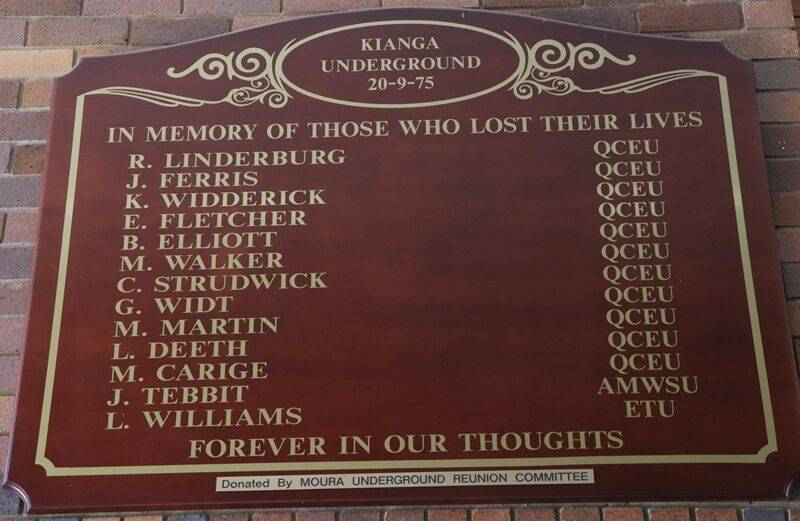 KIANGA
UNDERGROUND
20-9-75
IN MEMORY OF THOSE WHO LOST THEIR LIVES
R. LINDERBURG QCEU
J. FERRIS QCEU
K. WIDDERICK QCEU
E. FLETCHER QCEU
B. ELLIOTT QCEU
M. WALKER QCEU
C. STRUDWICK QCEU
G. WIDT QCEU
M. MARTIN QCEU
L. DEETH QCEU
M. CARIGE QCEU
J. TEBBIT AMWSU
L. WILLIAMS ETU
FOREVER IN OUR THOUGHTS
Donated By MOURA UNDERGROUND REUNION COMMITTEE